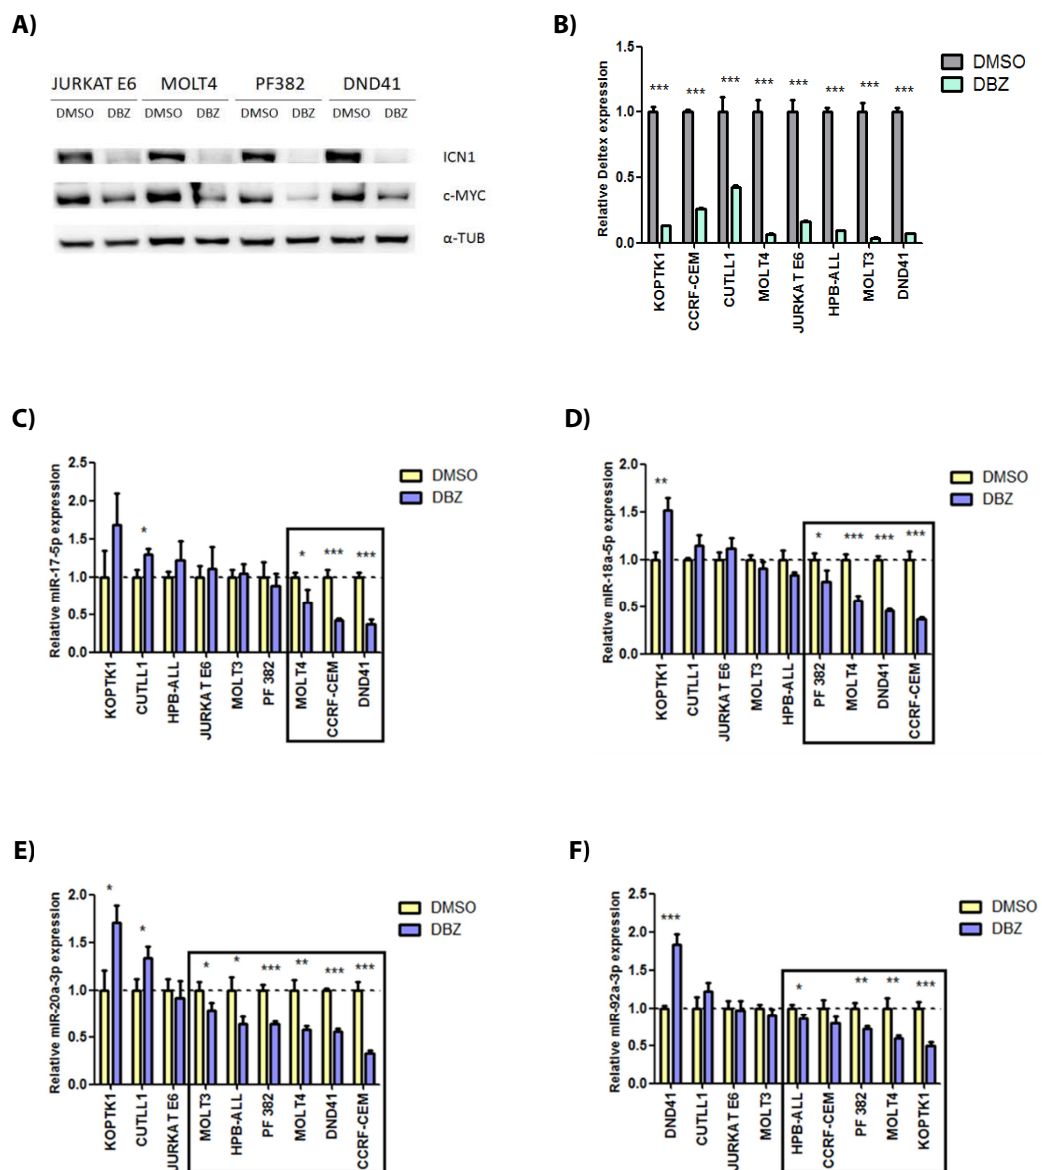 A)
JURKAT E6 MOLT4 PF382 DND41
DMSO DBZ DMSO DBZ DMSO DBZ DMSO DBZ
ICN1
c-MYC
α-TUB
B)
Relative Deltex expression
1.5
1.0
0.5
0.0
*** *** *** *** *** *** *** ***
KOPTK1
CCRF-CEM
CUTLL1
MOLT4
JURKAT E6
HPB-ALL
MOLT3
DND41
DMSO
DBZ
C)
Relative miR-17-5p expression
2.5
2.0
1.5
1.0
0.5
0.0
* * *** ***
KOPTK1
CUTLL1
HPB-ALL
JURKAT E6
MOLT3
PF 382
MOLT4
CCRF-CEM
DND41
DMSO
DBZ
D)
Relative miR-18a-5p expression
2.0
1.5
1.0
0.5
0.0
** * *** *** ***
KOPTK1
CUTLL1
JURKAT E6
MOLT3
HPB-ALL
PF 382
MOLT4
DND41
CCRF-CEM
DMSO
DBZ
E)
Relative miR-20a-3p expression
2.0
1.5
1.0
0.5
0.0
* * * * *** ** *** ***
KOPTK1
CUTLL1
JURKAT E6
MOLT3
HPB-ALL
PF 382
MOLT4
DND41
CCRF-CEM
DMSO
DBZ
F)
Relative miR-92a-3p expression
2.5
2.0
1.5
1.0
0.5
0.0
*** * ** ** ***
DND41
CUTLL1
JURKAT E6
MOLT3
HPB-ALL
CCRF-CEM
PF 382
MOLT4
KOPTK1
DMSO
DBZ